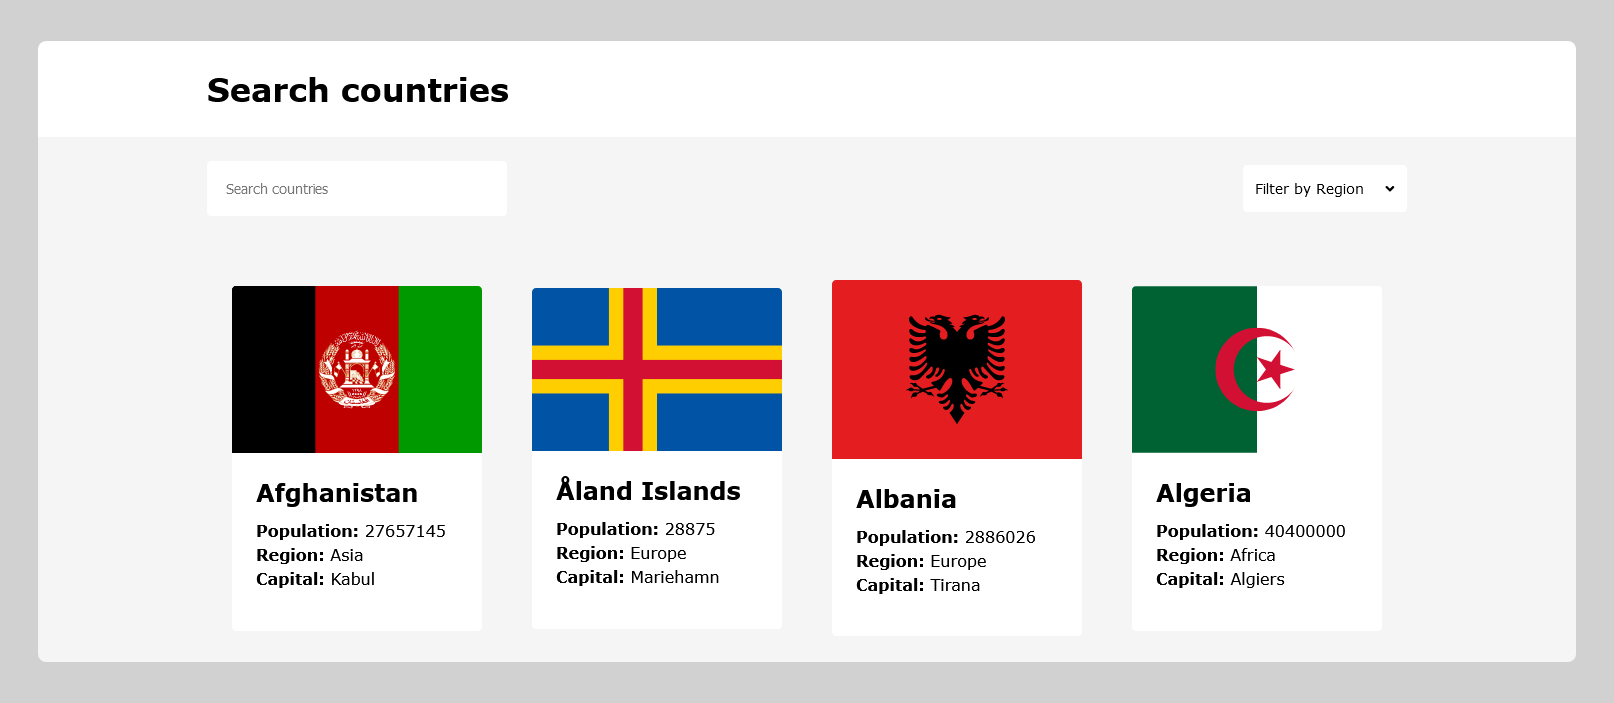 Search countries
Search countries
Filter by Region
Afghanistan
Population: 27657145
Region: Asia
Capital: Kabul
Åland Islands
Population: 28875
Region: Europe
Capital: Mariehamn
Albania
Population: 2886026
Region: Europe
Capital: Tirana
Algeria
Population: 40400000
Region: Africa
Capital: Algiers